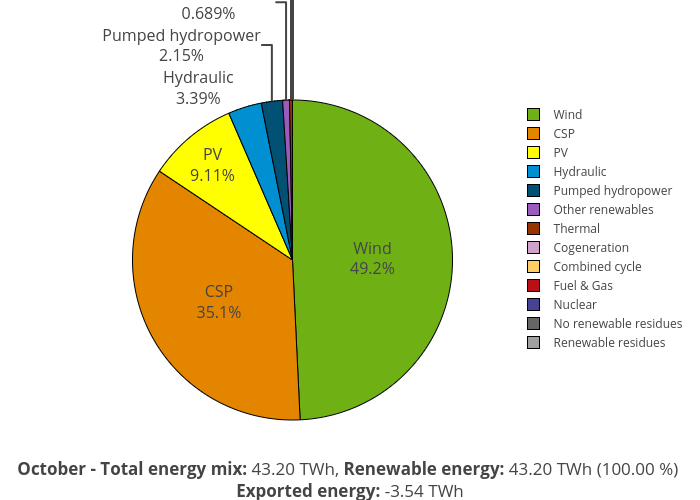 0.689%
Pumped hydropower
2.15%
Hydraulic
3.39%
PV
9.11%
Wind
49.2%
CSP
35.1%
Wind
CSP
PV
Hydraulic
Pumped hydropower
Other renewables
Thermal
Cogeneration
Combined cycle
Fuel & Gas
Nuclear
No renewable residues
Renewable residues
October - Total energy mix: 43.20 TWh, Renewable energy: 43.20 TWh (100.00 %)
Exported energy: -3.54 TWh